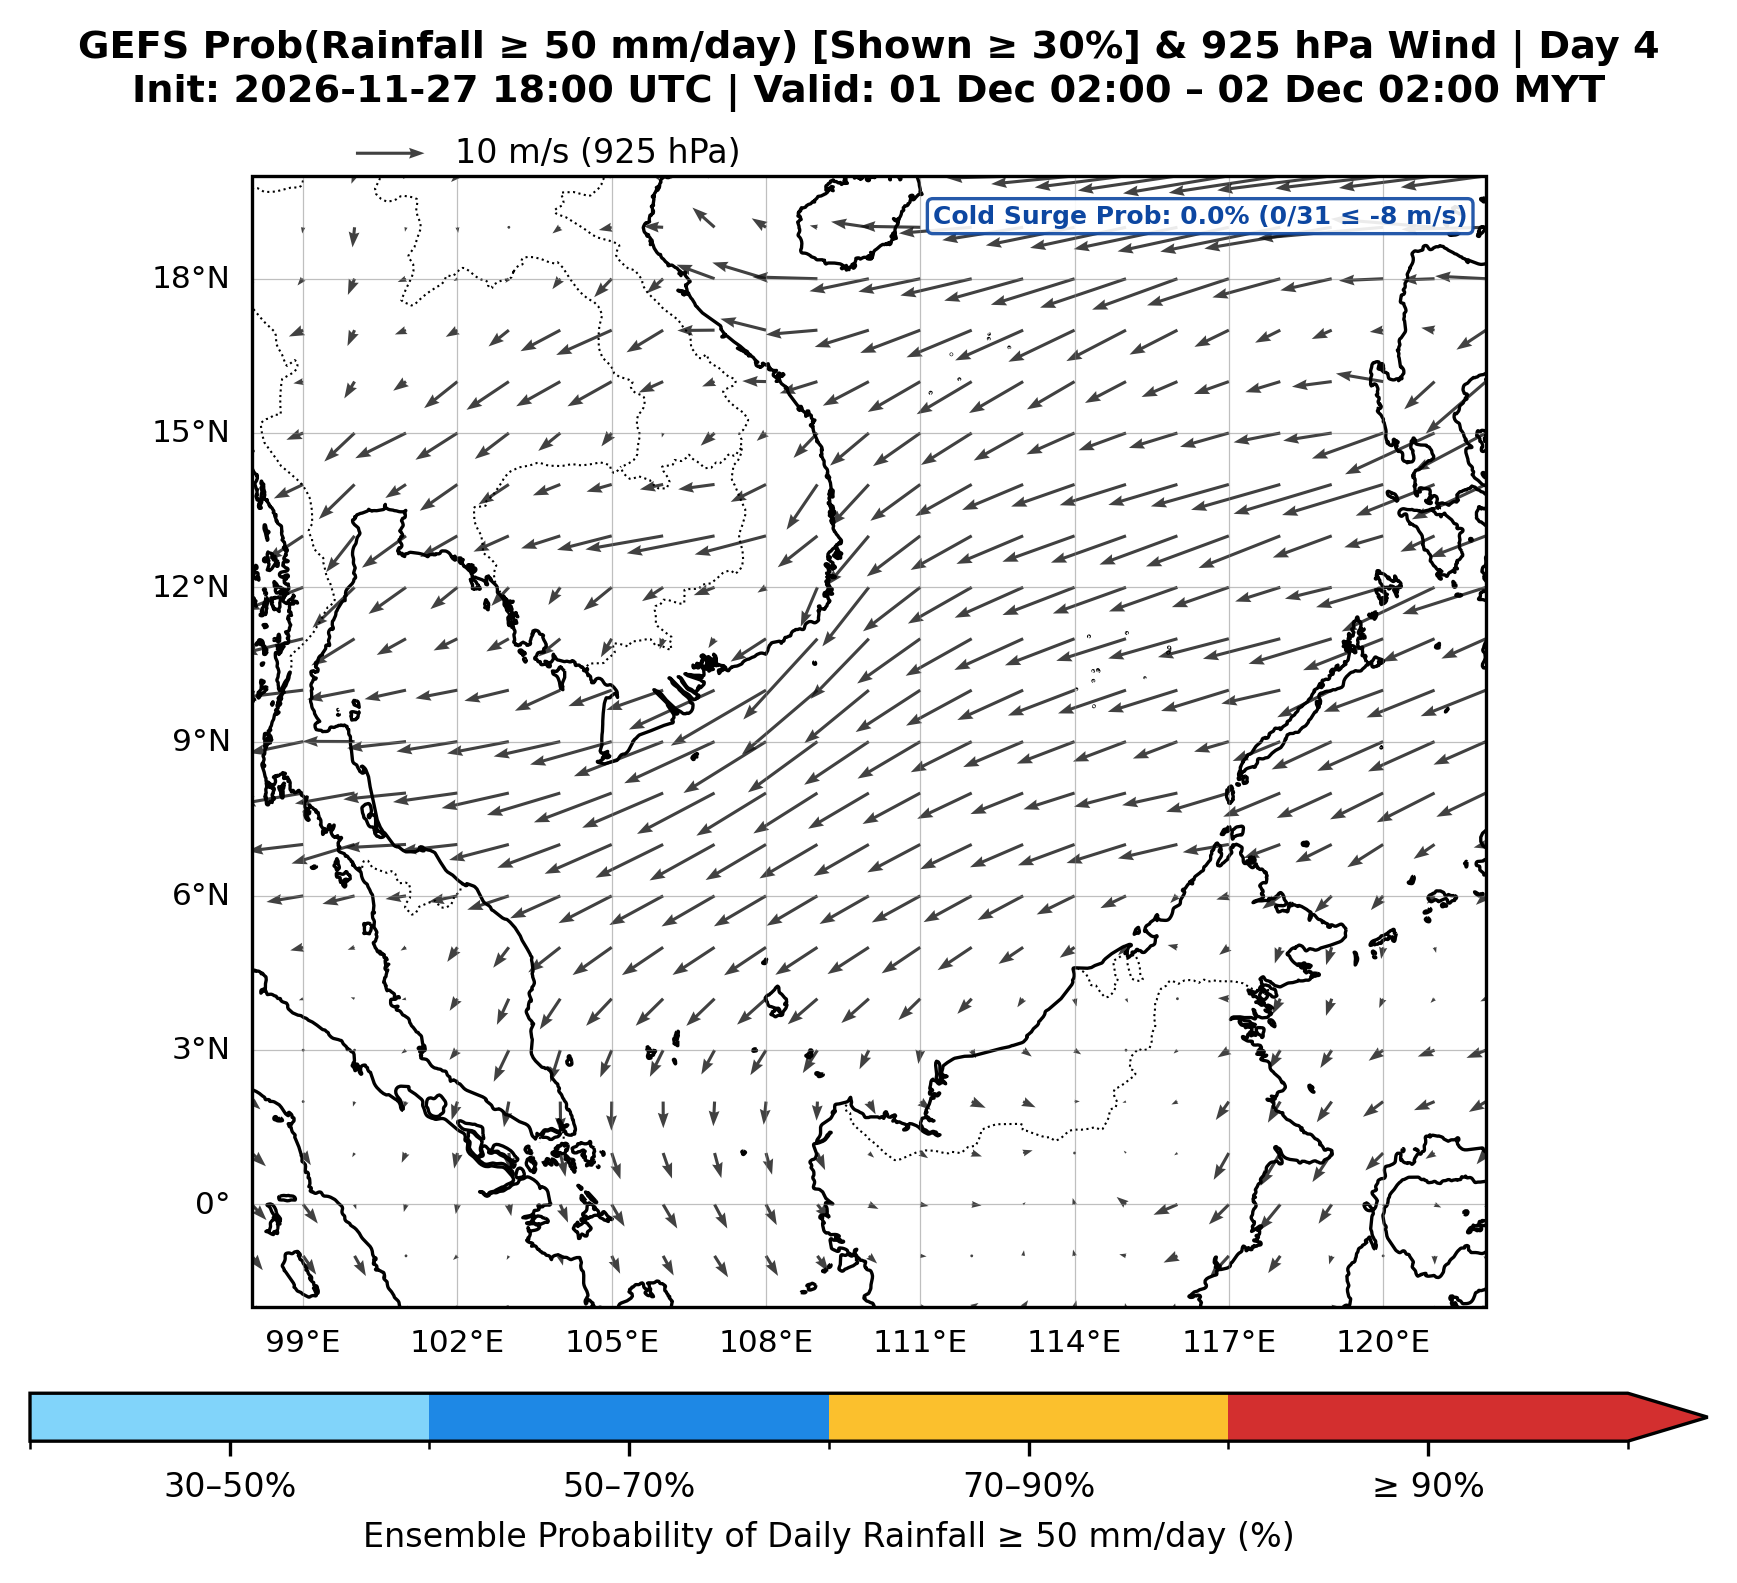 GEFS Prob(Rainfall ≥ 50 mm/day) [Shown ≥ 30%] & 925 hPa Wind | Day 4
Init: 2026-11-27 18:00 UTC | Valid: 01 Dec 02:00 – 02 Dec 02:00 MYT
10 m/s (925 hPa)
Cold Surge Prob: 0.0% (0/31 ≤ -8 m/s)
18°N
15°N
12°N
9°N
6°N
3°N
0°
99°E 102°E 105°E 108°E 111°E 114°E 117°E 120°E
30–50% 50–70% 70–90% ≥ 90%
Ensemble Probability of Daily Rainfall ≥ 50 mm/day (%)